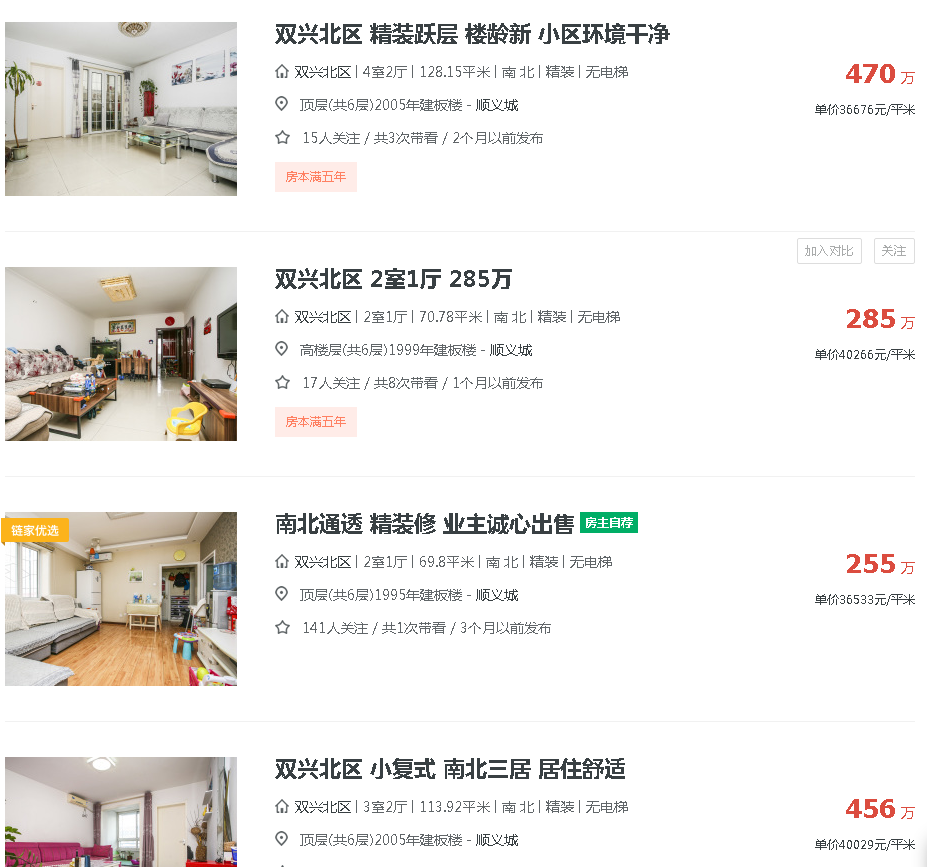 双兴北区 精装跃层 楼龄新 小区环境干净
双兴北区 | 4室2厅 | 128.15平米 | 南 北 | 精装 | 无电梯
470 万
顶层(共6层)2005年建板楼 - 顺义城
单价36676元/平米
15人关注 / 共3次带看 / 2个月以前发布
房本满五年
加入对比 关注
双兴北区 2室1厅 285万
双兴北区 | 2室1厅 | 70.78平米 | 南 北 | 精装 | 无电梯
285 万
高楼层(共6层)1999年建板楼 - 顺义城
单价40266元/平米
17人关注 / 共8次带看 / 1个月以前发布
房本满五年
链家优选
南北通透 精装修 业主诚心出售 房主自荐
双兴北区 | 2室1厅 | 69.8平米 | 南 北 | 精装 | 无电梯
255 万
顶层(共6层)1995年建板楼 - 顺义城
单价36533元/平米
141人关注 / 共1次带看 / 3个月以前发布
双兴北区 小复式 南北三居 居住舒适
双兴北区 | 3室2厅 | 113.92平米 | 南 北 | 精装 | 无电梯
456 万
顶层(共6层)2005年建板楼 - 顺义城
单价40029元/平米